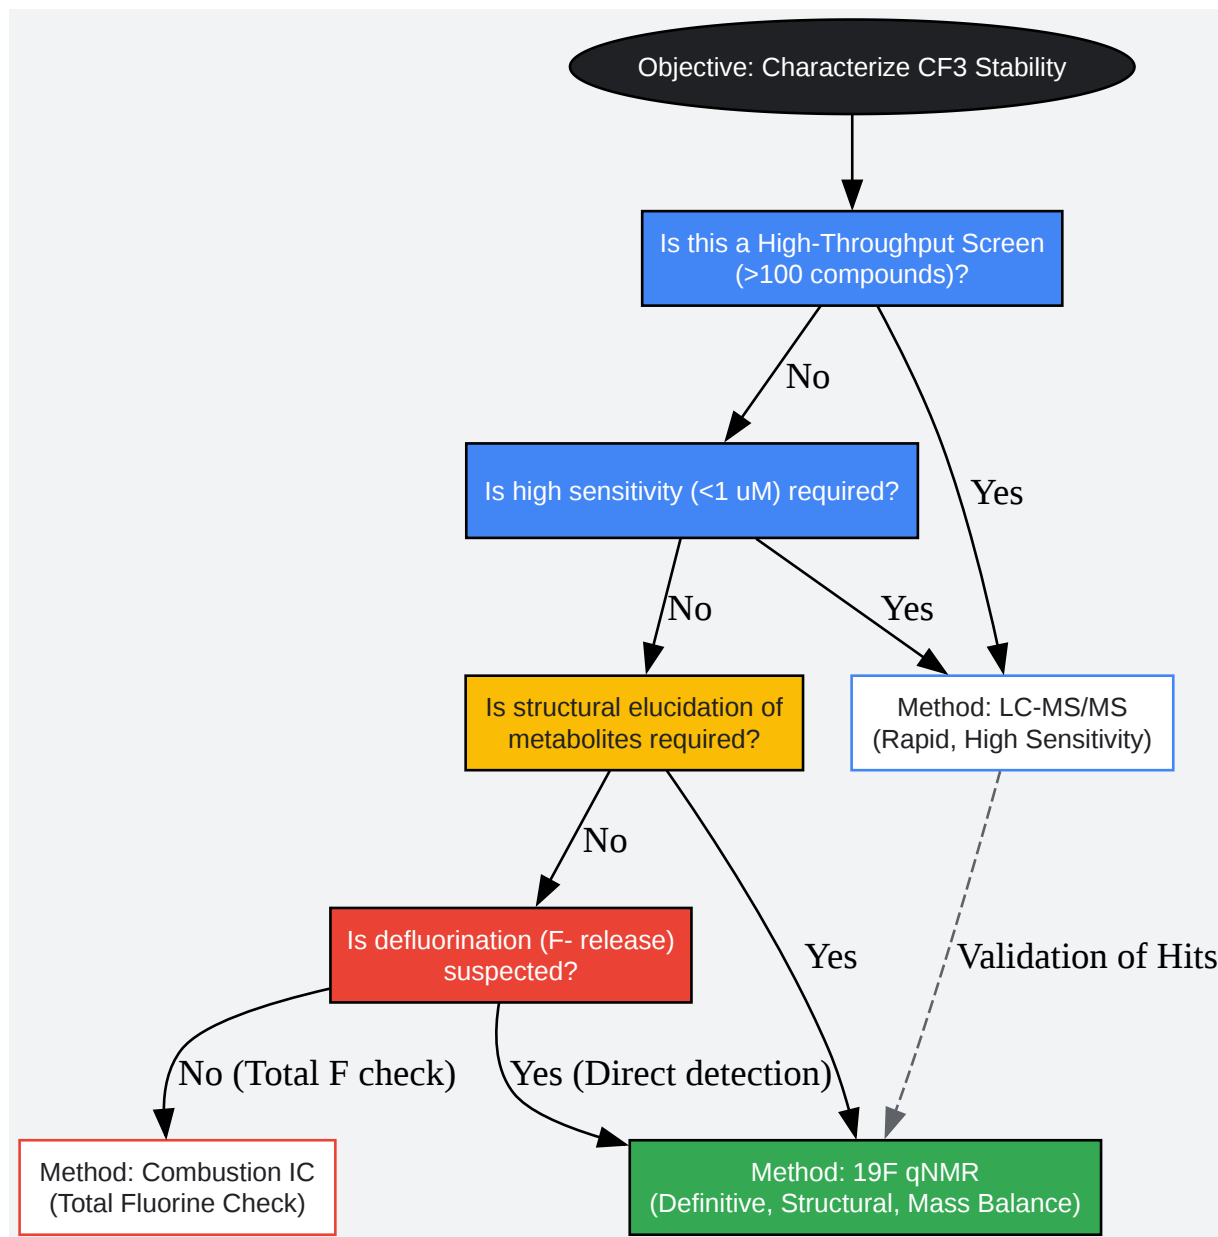 Objective: Characterize CF3 Stability
Is this a High-Throughput Screen
(>100 compounds)?
No
Is high sensitivity (<1 uM) required?
Yes
No
Yes
Is structural elucidation of
metabolites required?
Method: LC-MS/MS
(Rapid, High Sensitivity)
No
Is defluorination (F- release)
suspected?
Yes
Validation of Hits
No (Total F check)
Yes (Direct detection)
Method: Combustion IC
(Total Fluorine Check)
Method: 19F qNMR
(Definitive, Structural, Mass Balance)